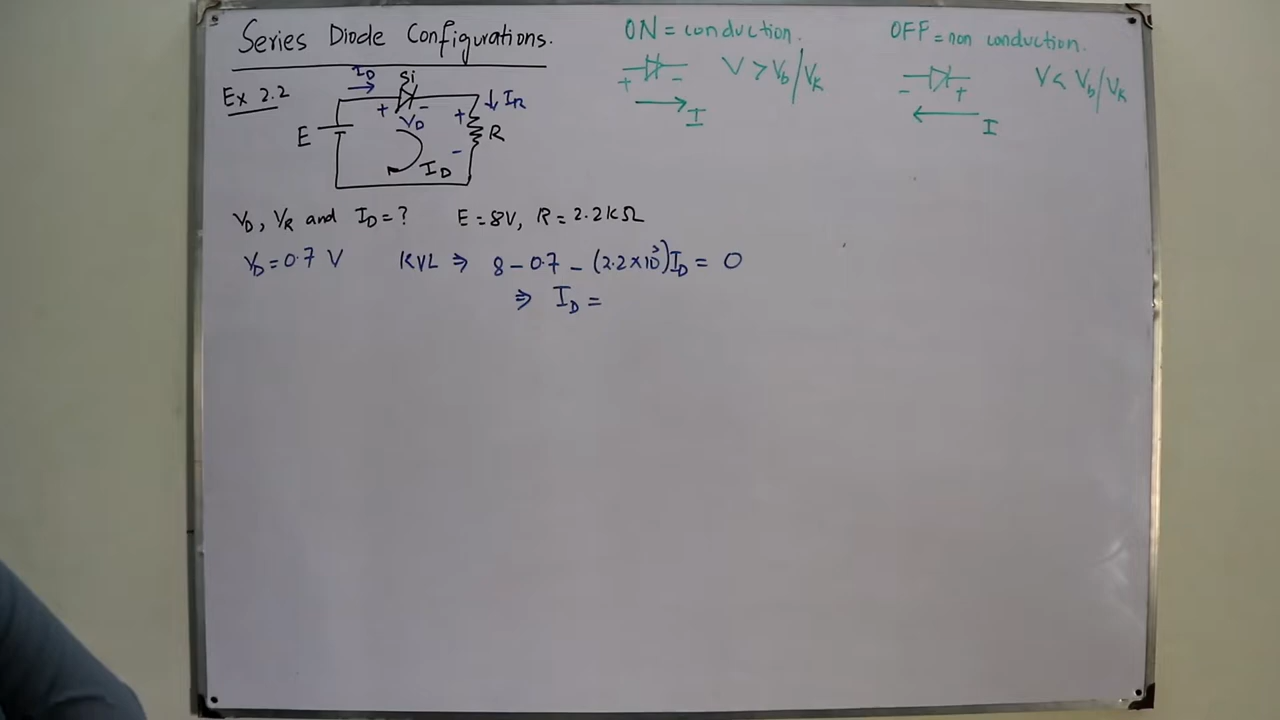 Series Diode Configurations.
Ex 2.2
I_D
Si
+ V_D -
E
I_D
+
-
I_R
R
ON = conduction.
+ -
I
V > V_b/V_K
OFF = non conduction.
- +
I
V < V_b/V_K
V_D, V_R and I_D = ? E = 8V, R = 2.2kΩ
V_D = 0.7 V KVL ⇒ 8 - 0.7 - (2.2×10³)I_D = 0
⇒ I_D =